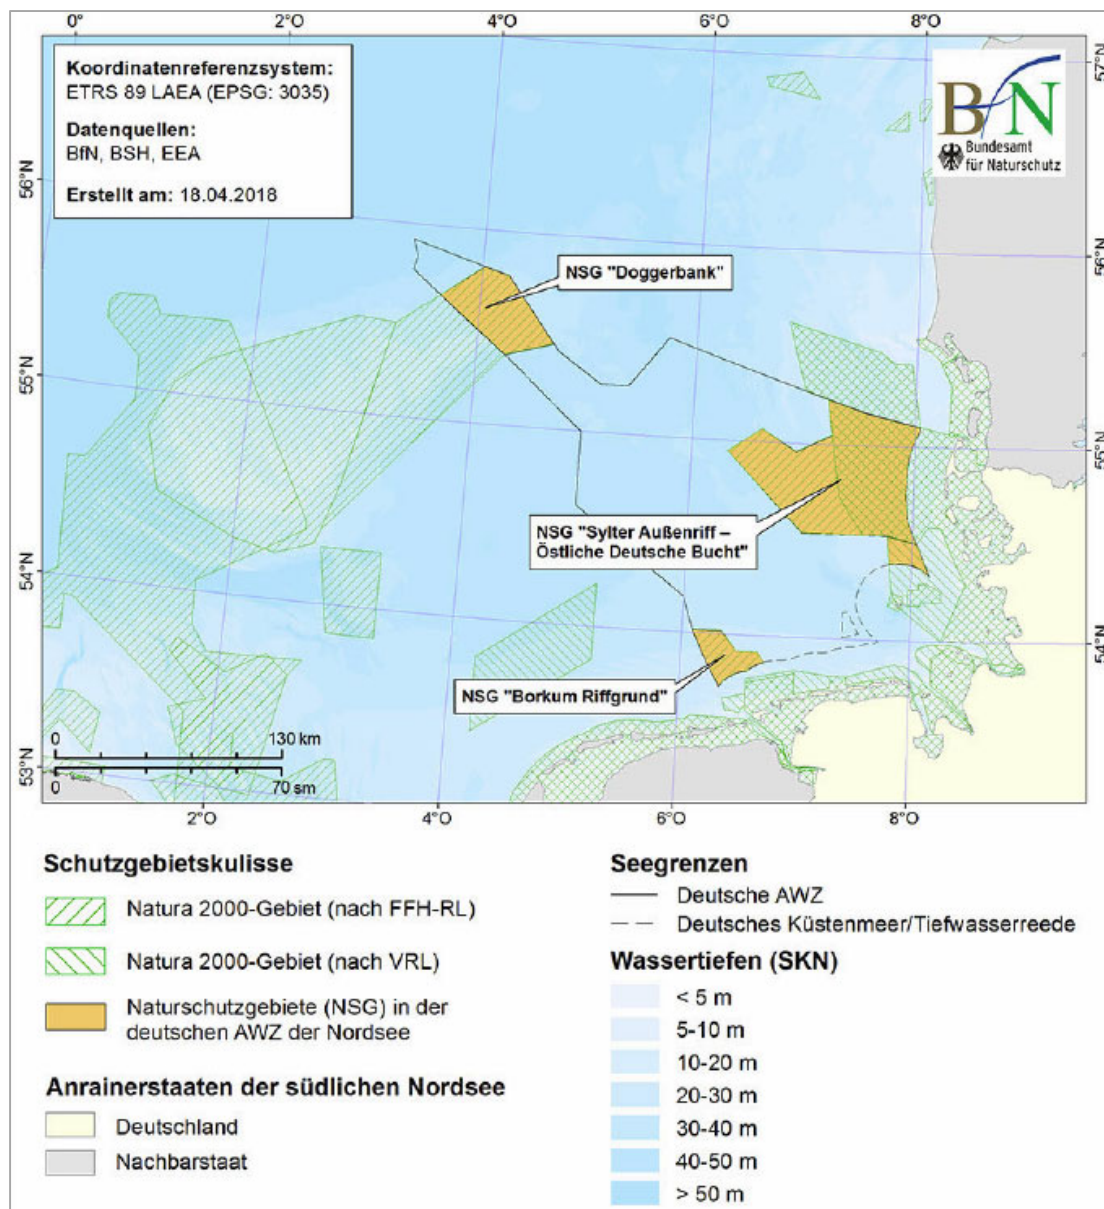 0° 2°O 4°O 6°O 8°O
Koordinatenreferenzsystem:
ETRS 89 LAEA (EPSG: 3035)
Datenquellen:
BfN, BSH, EEA
Erstellt am: 18.04.2018
BfN
Bundesamt
für Naturschutz
57°N
56°N
56°N
NSG "Doggerbank"
55°N
55°N
NSG "Sylter Außenriff –
Östliche Deutsche Bucht"
54°N
54°N
NSG "Borkum Riffgrund"
53°N
0 130 km
0 70 sm
2°O 4°O 6°O 8°O
Schutzgebietskulisse
Natura 2000-Gebiet (nach FFH-RL)
Natura 2000-Gebiet (nach VRL)
Naturschutzgebiete (NSG) in der
deutschen AWZ der Nordsee
Anrainerstaaten der südlichen Nordsee
Deutschland
Nachbarstaat
Seegrenzen
Deutsche AWZ
Deutsches Küstenmeer/Tiefwasserreede
Wassertiefen (SKN)
< 5 m
5-10 m
10-20 m
20-30 m
30-40 m
40-50 m
> 50 m